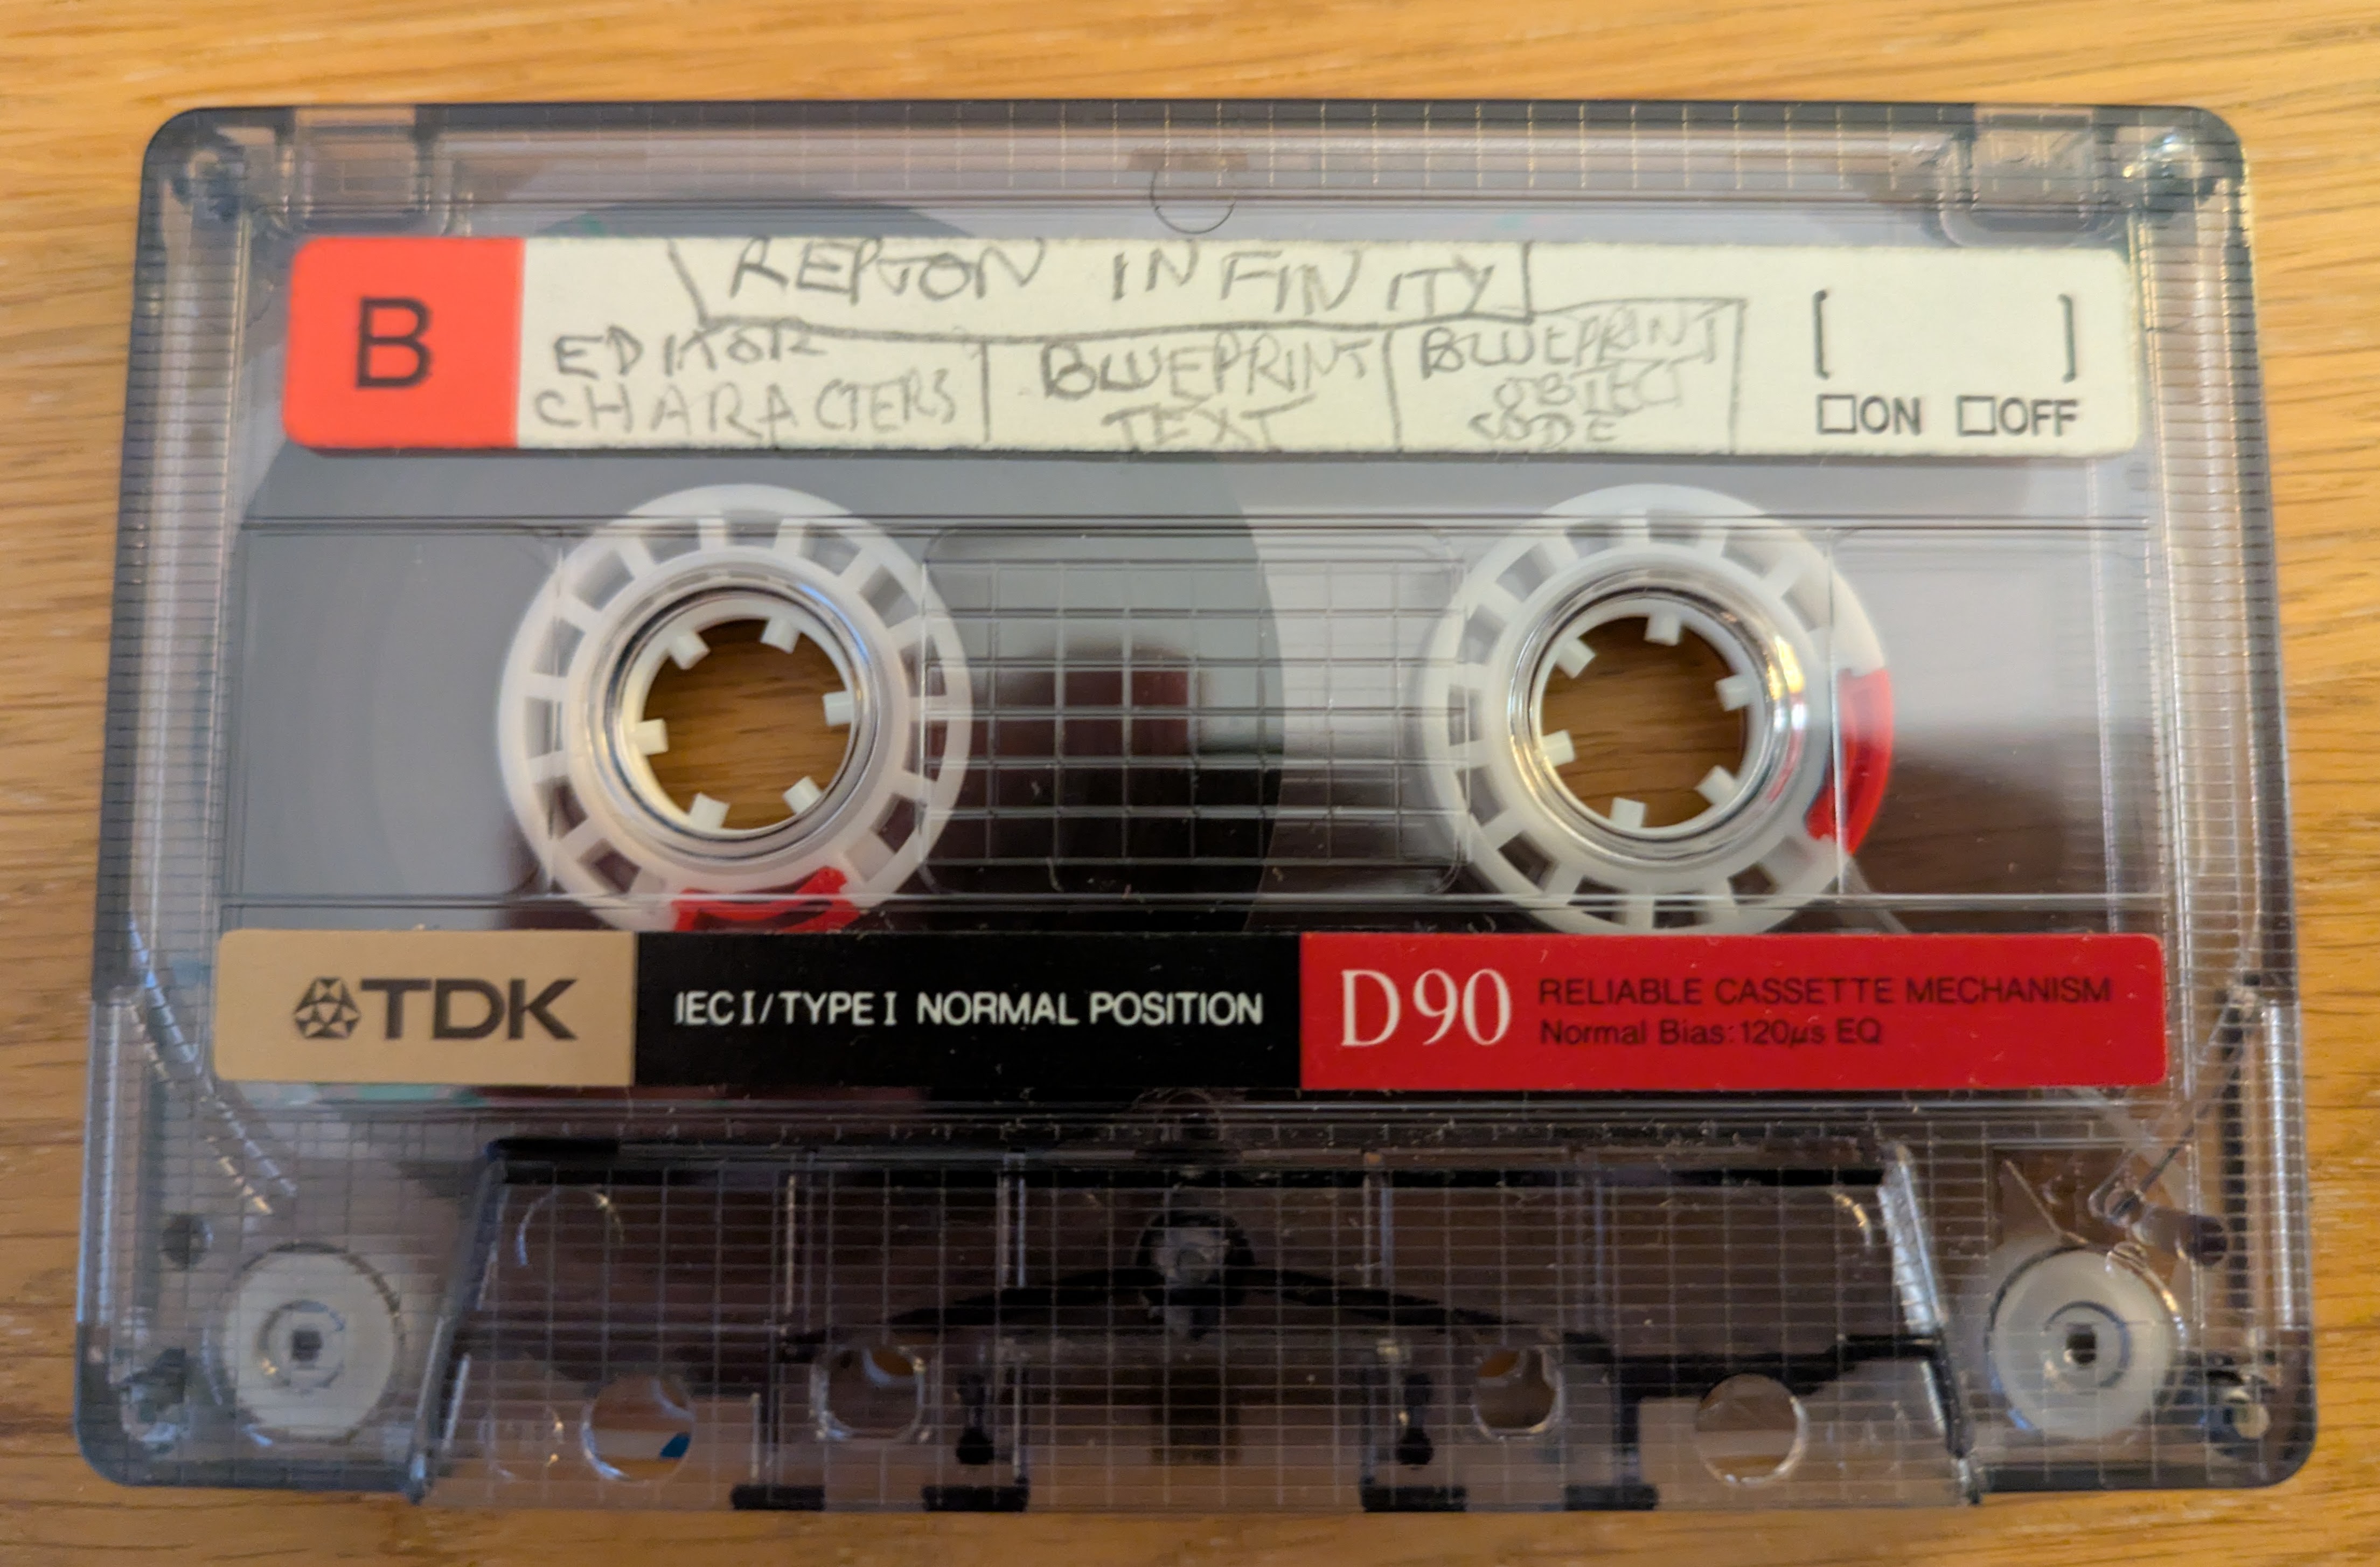 REPTON INFINITY
B
EDITOR CHARACTERS
BLUEPRINT TEXT
BLUEPRINT OBJECT CODE
[ ]
ON OFF
TDK
IEC I/TYPE I NORMAL POSITION
D90
RELIABLE CASSETTE MECHANISM
Normal Bias: 120µs EQ